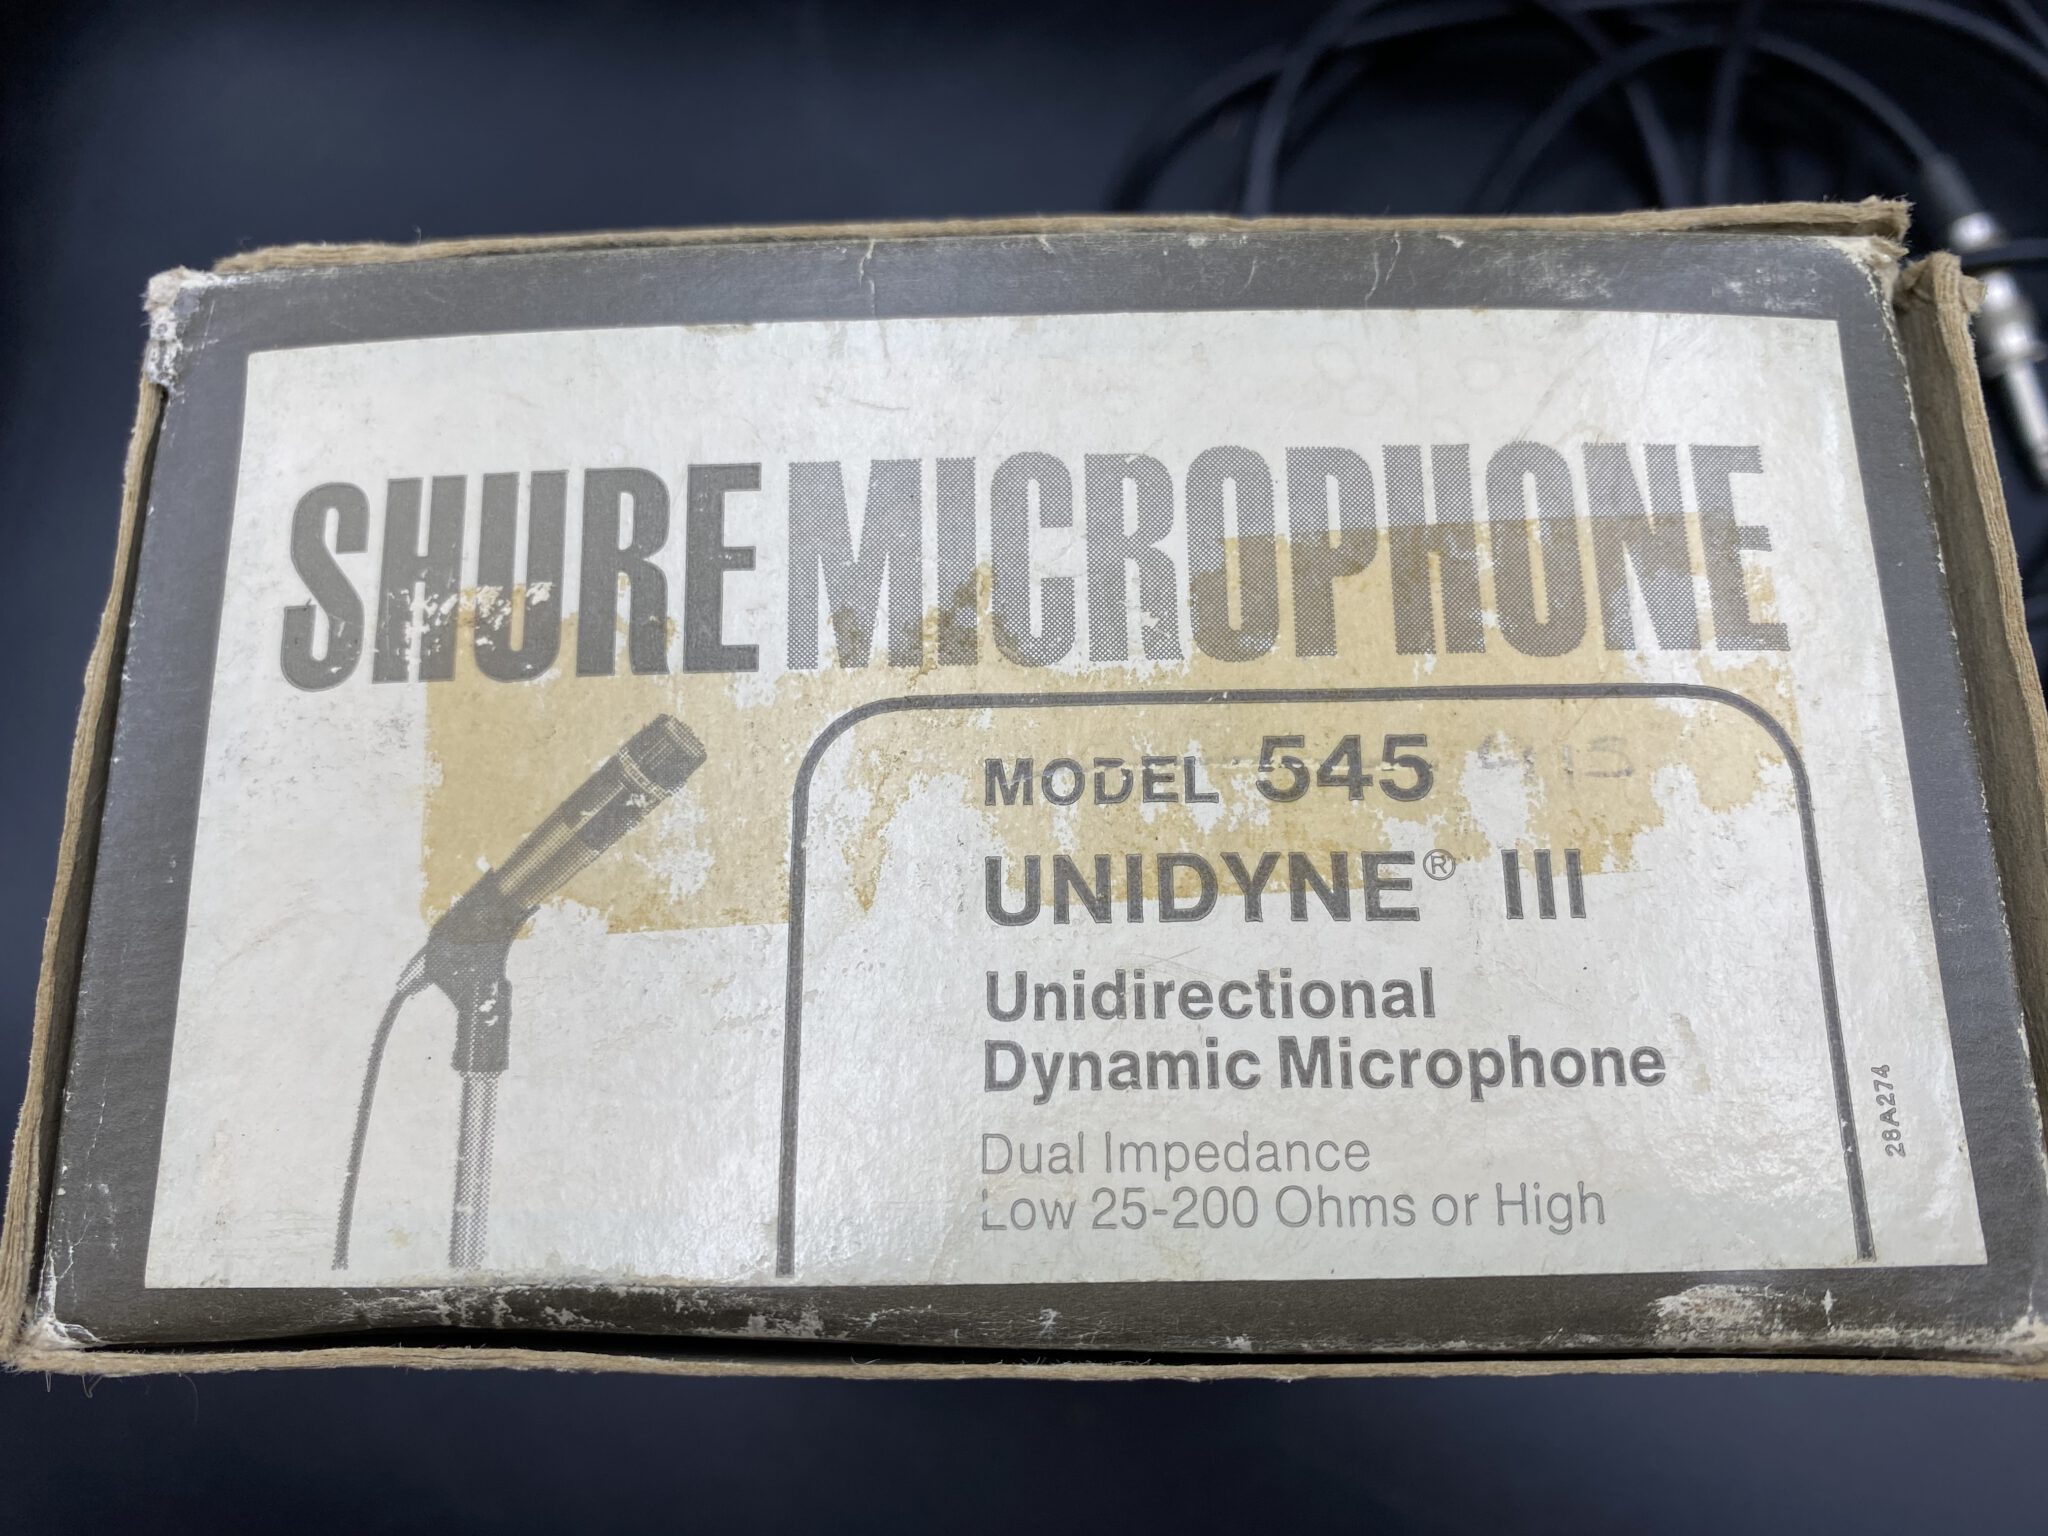 SHURE MICROPHONE
MODEL 545
UNIDYNE® III
Unidirectional
Dynamic Microphone
Dual Impedance
Low 25-200 Ohms or High
28A274